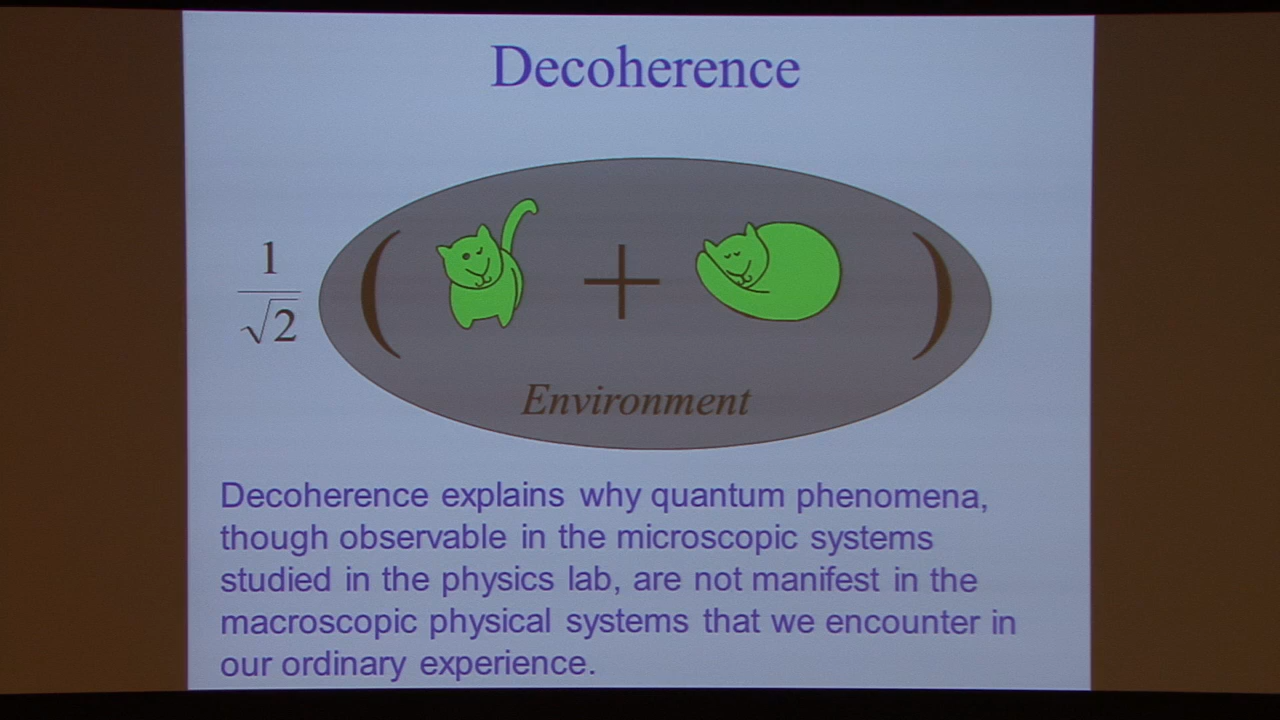 Decoherence
1
√2
( + )
Environment
Decoherence explains why quantum phenomena,
though observable in the microscopic systems
studied in the physics lab, are not manifest in the
macroscopic physical systems that we encounter in
our ordinary experience.